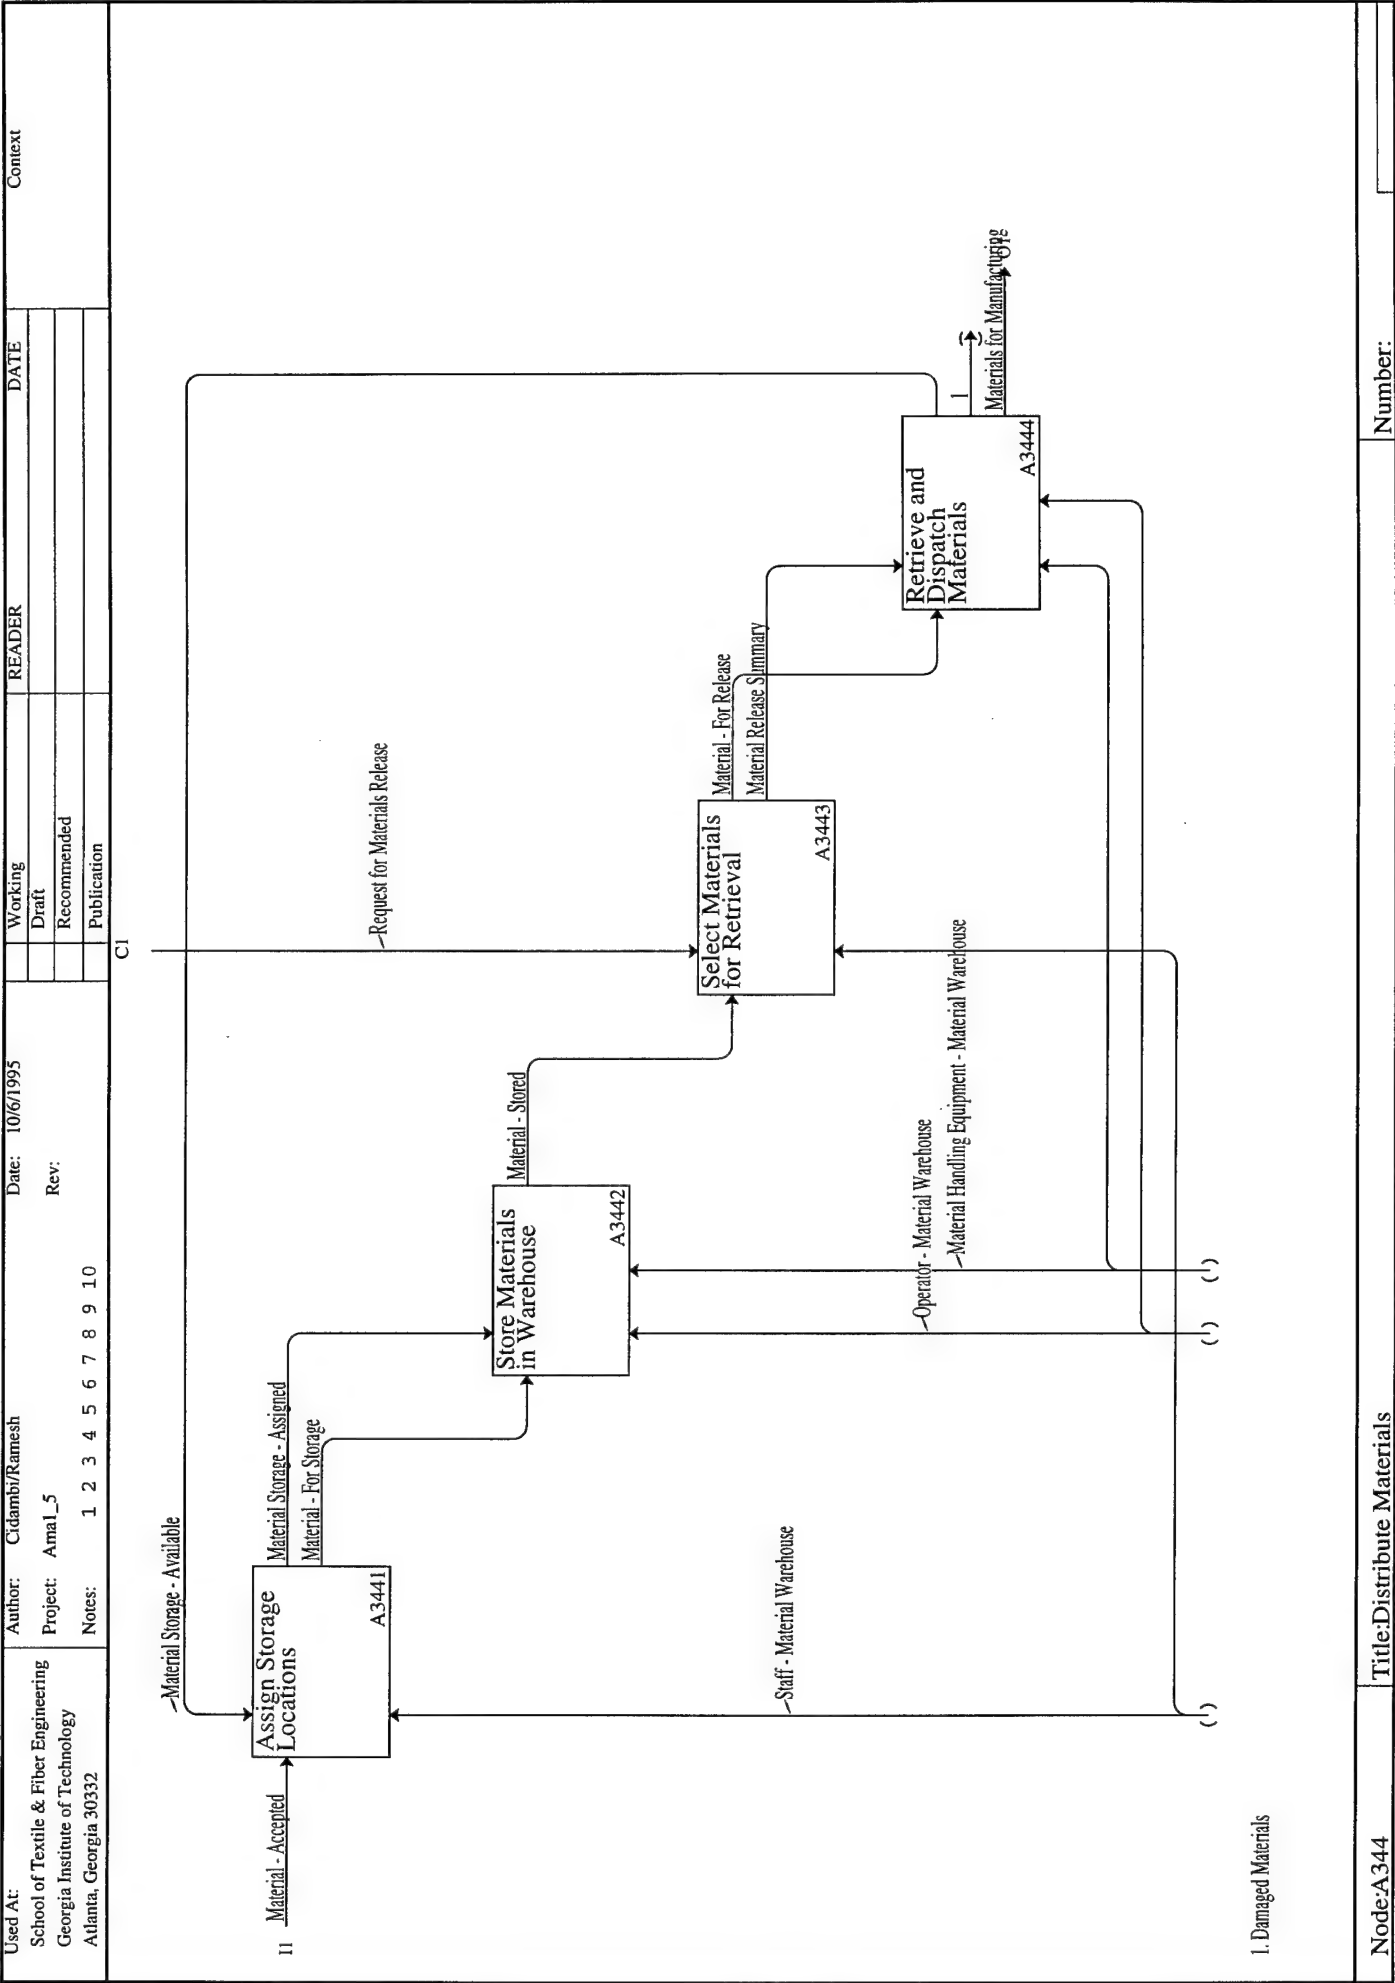 Used At:
School of Textile & Fiber Engineering
Georgia Institute of Technology
Atlanta, Georgia 30332
Author: Cidambi/Ramesh
Project: Ama1_5
Notes: 1 2 3 4 5 6 7 8 9 10
Date: 10/6/1995
Rev:
Working
Draft
Recommended
Publication
READER DATE
Context
C1
Material Storage - Available
Request for Materials Release
I1
Material - Accepted
Assign Storage
Locations
A3441
Material Storage - Assigned
Material - For Storage
Store Materials
in Warehouse
A3442
Material - Stored
Select Materials
for Retrieval
A3443
Material - For Release
Material Release Summary
Retrieve and
Dispatch
Materials
A3444
1
( )
Materials for Manufacturing
Staff - Material Warehouse
Operator - Material Warehouse
Material Handling Equipment - Material Warehouse
( )
( )
( )
1. Damaged Materials
Node:A344
Title:Distribute Materials
Number: